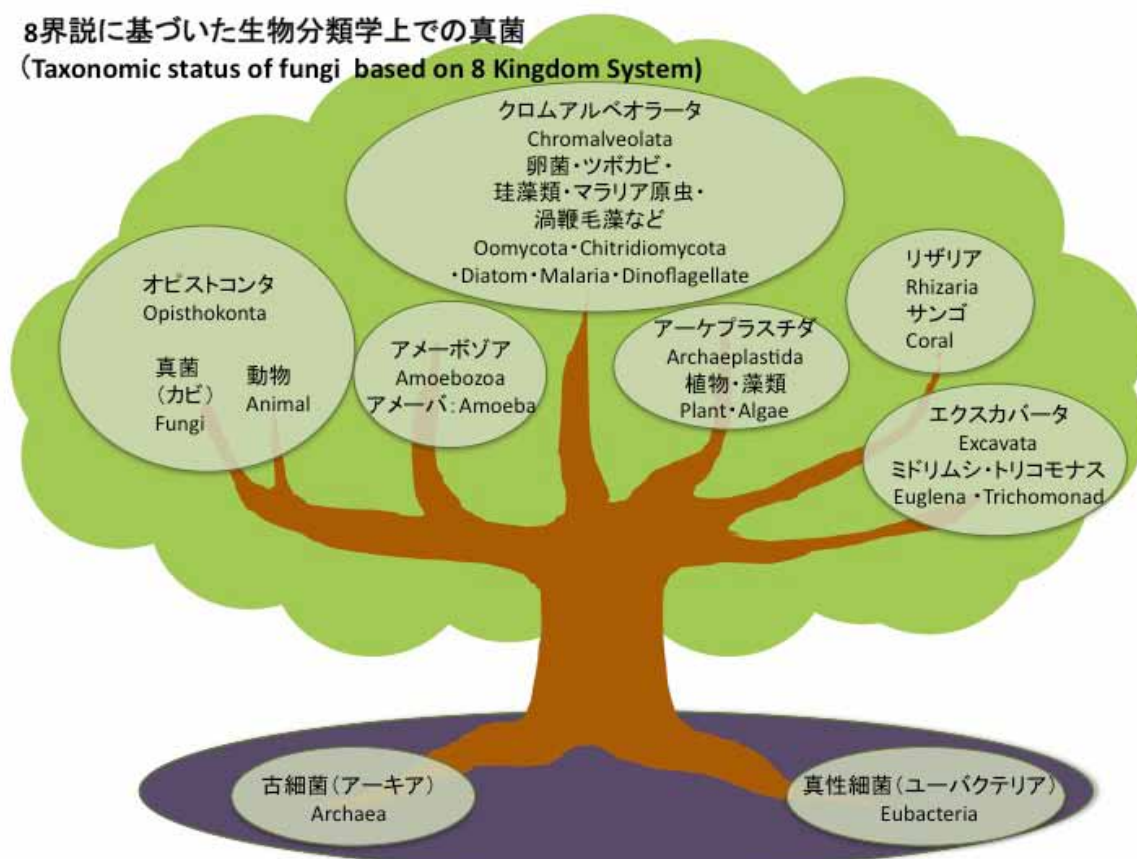 8界説に基づいた生物分類学上での真菌
（Taxonomic status of fungi based on 8 Kingdom System)
クロムアルベオラータ
Chromalveolata
卵菌・ツボカビ・
珪藻類・マラリア原虫・
渦鞭毛藻など
Oomycota・Chitridiomycota
・Diatom・Malaria・Dinoflagellate
オピストコンタ
Opisthokonta
真菌
（カビ）
Fungi
動物
Animal
アメーボゾア
Amoebozoa
アメーバ：Amoeba
アーケプラスチダ
Archaeplastida
植物・藻類
Plant・Algae
リザリア
Rhizaria
サンゴ
Coral
エクスカバータ
Excavata
ミドリムシ・トリコモナス
Euglena ・Trichomonad
古細菌（アーキア）
Archaea
真性細菌（ユーバクテリア）
Eubacteria